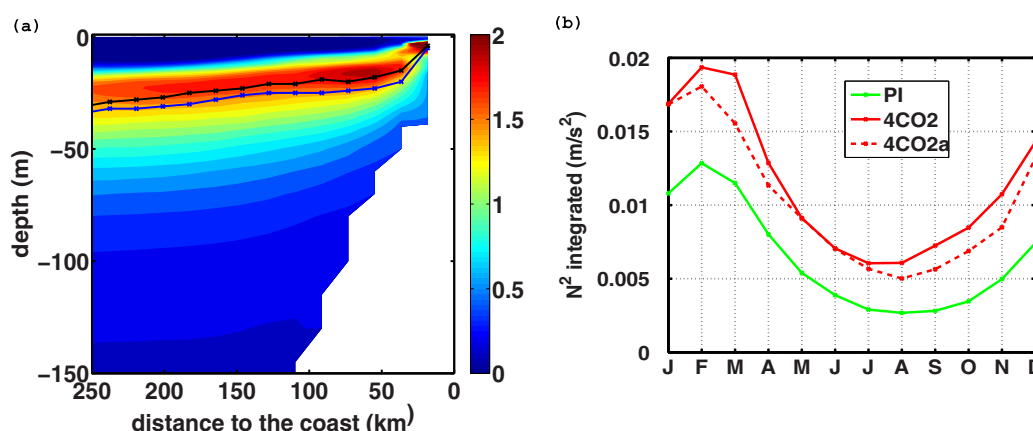 (a)
0
−50
−100
−150
depth (m)
250 200 150 100 50 0
distance to the coast (km)
2
1.5
1
0.5
0
(b)
0.02
0.015
0.01
0.005
0
N² integrated (m/s²)
PI
4CO2
4CO2a
J F M A M J J A S O N D